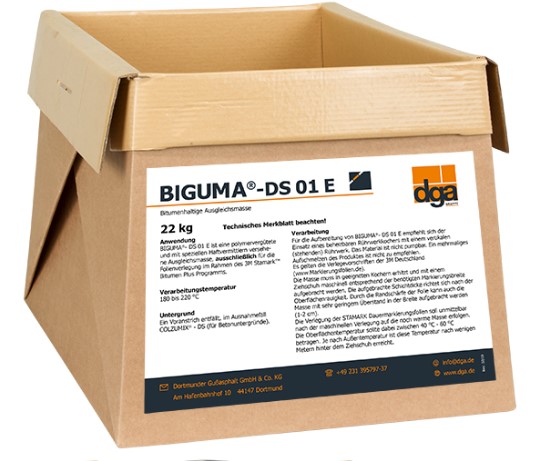 BIGUMA®-DS 01 E
Bitumenhaltige Ausgleichsmasse
dga
22 kg
Technisches Merkblatt beachten!
Anwendung
BIGUMA®- DS 01 E ist eine polymervergütete
und mit speziellen Haftvermittlern versehe-
ne Ausgleichsmasse, ausschließlich für die
Folienverlegung im Rahmen des 3M Stamark™
Bitumen Plus Programms.
Verarbeitungstemperatur
180 bis 220 °C
Untergrund
Ein Voranstrich entfällt, im Ausnahmefall
COLZUMIX® - DS (für Betonuntergründe).
Verarbeitung
Für die Aufbereitung von BIGUMA®- DS 01 E empfiehlt sich der
Einsatz eines beheizbaren Rührwerkkochers mit einem vertikalen
(stehenden) Rührwerk. Das Material ist nicht pumpbar. Ein mehrmaliges
Aufschmelzen des Produktes ist nicht zu empfehlen.
Es gelten die Verlegevorschriften der 3M Deutschland
(www.Markierungsfolien.de).
Die Masse muss in geeigneten Kochern erhitzt und mit einem
Ziehschuh maschinell entsprechend der benötigten Markierungsbreite
aufgebracht werden. Die aufgebrachte Schichtdicke richtet sich nach der
Oberflächenrauigkeit. Durch die Randschärfe der Folie kann auch die
Masse mit sehr geringem Überstand in der Breite aufgebracht werden
(1-2 cm).
Die Verlegung der STAMARK Dauermarkierungsfolien soll unmittelbar
nach der maschinellen Verlegung auf die noch warme Masse erfolgen.
Die Oberflächentemperatur sollte dabei zwischen 40 °C - 60 °C
betragen. Je nach Außentemperatur ist diese Temperatur nach wenigen
Metern hinter dem Ziehschuh erreicht.
Dortmunder Gußasphalt GmbH & Co. KG
Am Hafenbahnhof 10 44147 Dortmund
+49 231 395797-37
info@dga.de
www.dga.de